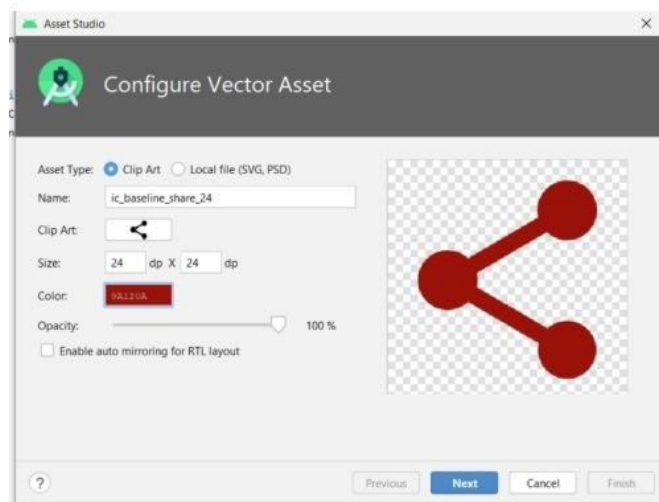 Asset Studio
Configure Vector Asset
Asset Type: Clip Art Local file (SVG, PSD)
Name: ic_baseline_share_24
Clip Art:
Size: 24 dp X 24 dp
Color: 9A120A
Opacity: 100 %
Enable auto mirroring for RTL layout
? Previous Next Cancel Finish